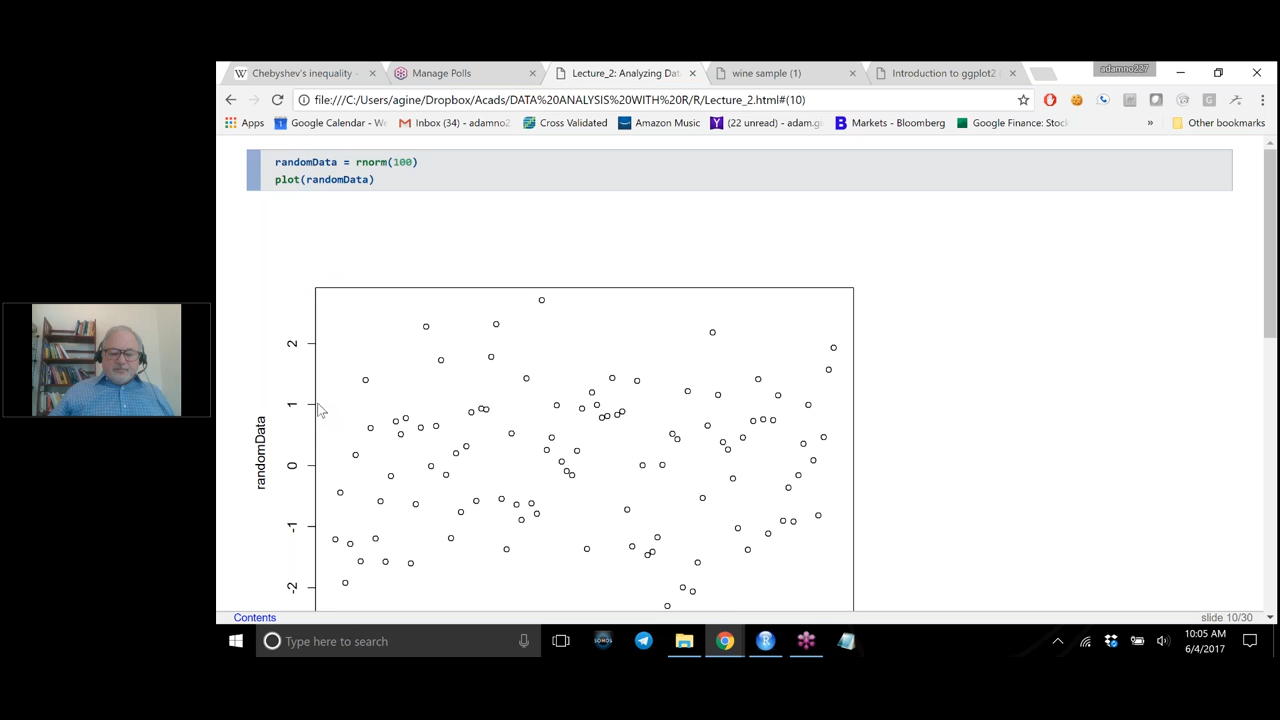 Chebyshev's inequality -
Manage Polls
Lecture_2: Analyzing Dat
wine sample (1)
Introduction to ggplot2 (
adamno227
file:///C:/Users/agine/Dropbox/Acads/DATA%20ANALYSIS%20WITH%20R/R/Lecture_2.html#(10)
Apps
Google Calendar - We
Inbox (34) - adamno2
Cross Validated
Amazon Music
(22 unread) - adam.g
Markets - Bloomberg
Google Finance: Stock
»
Other bookmarks
randomData = rnorm(100)
plot(randomData)
randomData
2
1
0
-1
-2
Contents
slide 10/30
Type here to search
SONOS
10:05 AM
6/4/2017